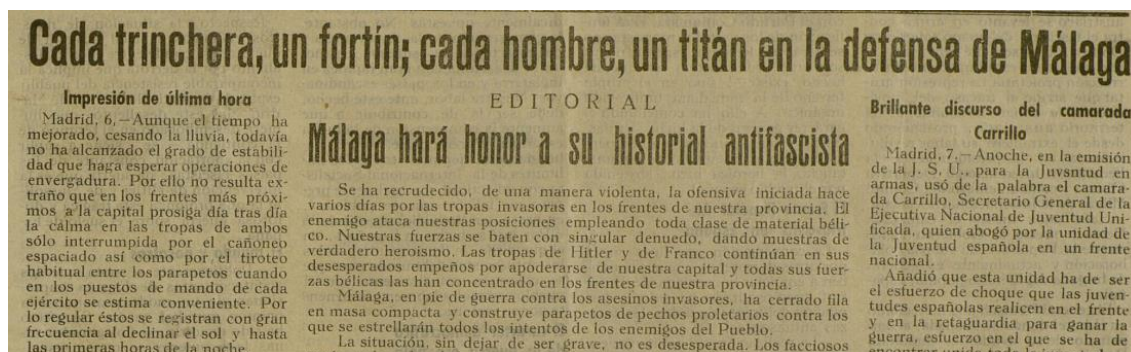 Cada trinchera, un fortín; cada hombre, un titán en la defensa de Málaga
Impresión de última hora
Madrid, 6.—Aunque el tiempo ha
mejorado, cesando la lluvia, todavía
no ha alcanzado el grado de estabili-
dad que haga esperar operaciones de
envergadura. Por ello no resulta ex-
traño que en los frentes más próxi-
mos a la capital prosiga día tras día
la calma en las tropas de ambos
sólo interrumpida por el cañoneo
espaciado así como por el tiroteo
habitual entre los parapetos cuando
en los puestos de mando de cada
ejército se estima conveniente. Por
lo regular éstos se registran con gran
frecuencia al declinar el sol y hasta
las primeras horas de la noche.
EDITORIAL
Málaga hará honor a su historial antifascista
Se ha recrudecido, de una manera violenta, la ofensiva iniciada hace
varios días por las tropas invasoras en los frentes de nuestra provincia. El
enemigo ataca nuestras posiciones empleando toda clase de material béli-
co. Nuestras fuerzas se baten con singular denuedo, dando muestras de
verdadero heroísmo. Las tropas de Hitler y de Franco continúan en sus
desesperados empeños por apoderarse de nuestra capital y todas sus fuer-
zas bélicas las han concentrado en los frentes de nuestra provincia.
Málaga, en pie de guerra contra los asesinos invasores, ha cerrado fila
en masa compacta y construye parapetos de pechos proletarios contra los
que se estrellarán todos los intentos de los enemigos del Pueblo.
La situación, sin dejar de ser grave, no es desesperada. Los facciosos
Brillante discurso del camarada
Carrillo
Madrid, 7.—Anoche, en la emisión
de la J. S. U., para la Juvsntud en
armas, usó de la palabra el camara-
da Carrillo, Secretario General de la
Ejecutiva Nacional de Juventud Uni-
ficada, quien abogó por la unidad de
la Juventud española en un frente
nacional.
Añadió que esta unidad ha de ser
el esfuerzo de choque que las juven-
tudes españolas realicen en el frente
y en la retaguardia para ganar la
guerra, esfuerzo en el que se ha de